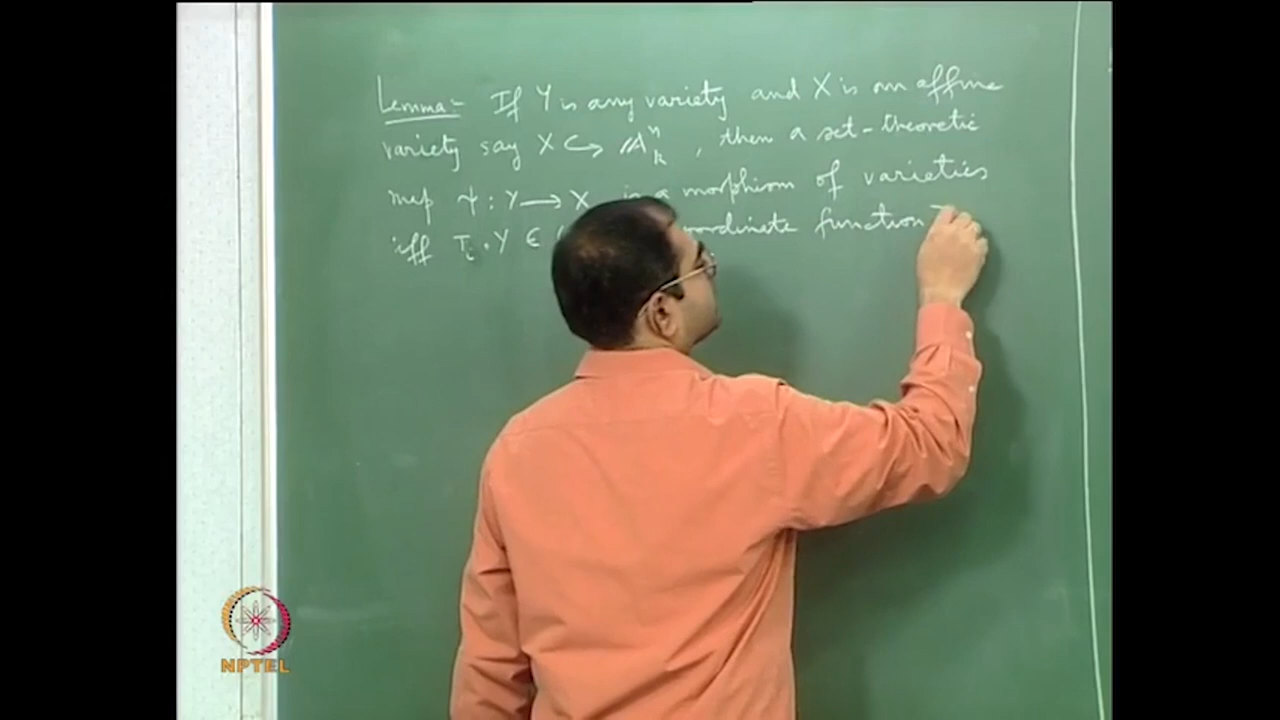 Lemma:- If Y is any variety and X is an affine
variety say X ↪ 𝔸ⁿₖ , then a set-theoretic
map ψ : Y → X is a morphism of varieties
iff Tᵢ∘Y ∈ coordinate function
NPTEL